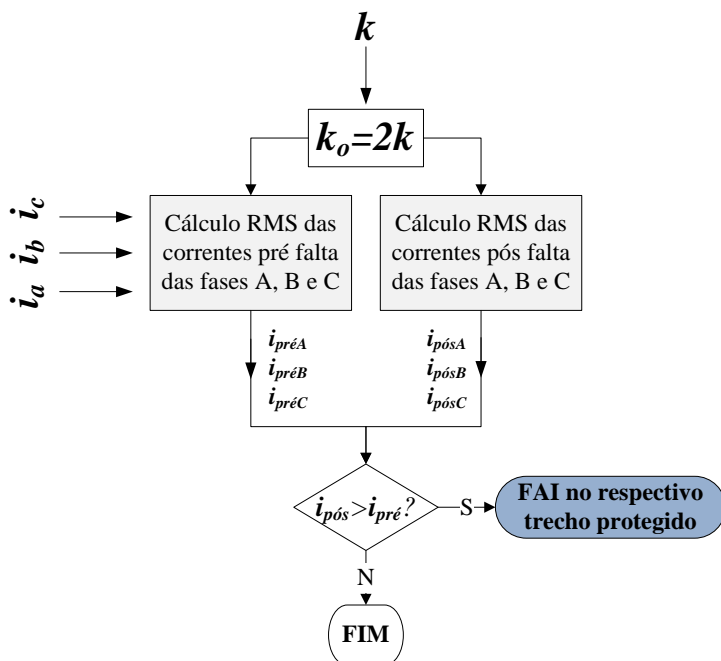 k
k_o=2k
i_c
i_b
i_a
Cálculo RMS das
correntes pré falta
das fases A, B e C
Cálculo RMS das
correntes pós falta
das fases A, B e C
i_préA
i_préB
i_préC
i_pósA
i_pósB
i_pósC
i_pós>i_pré?
S
FAI no respectivo
trecho protegido
N
FIM